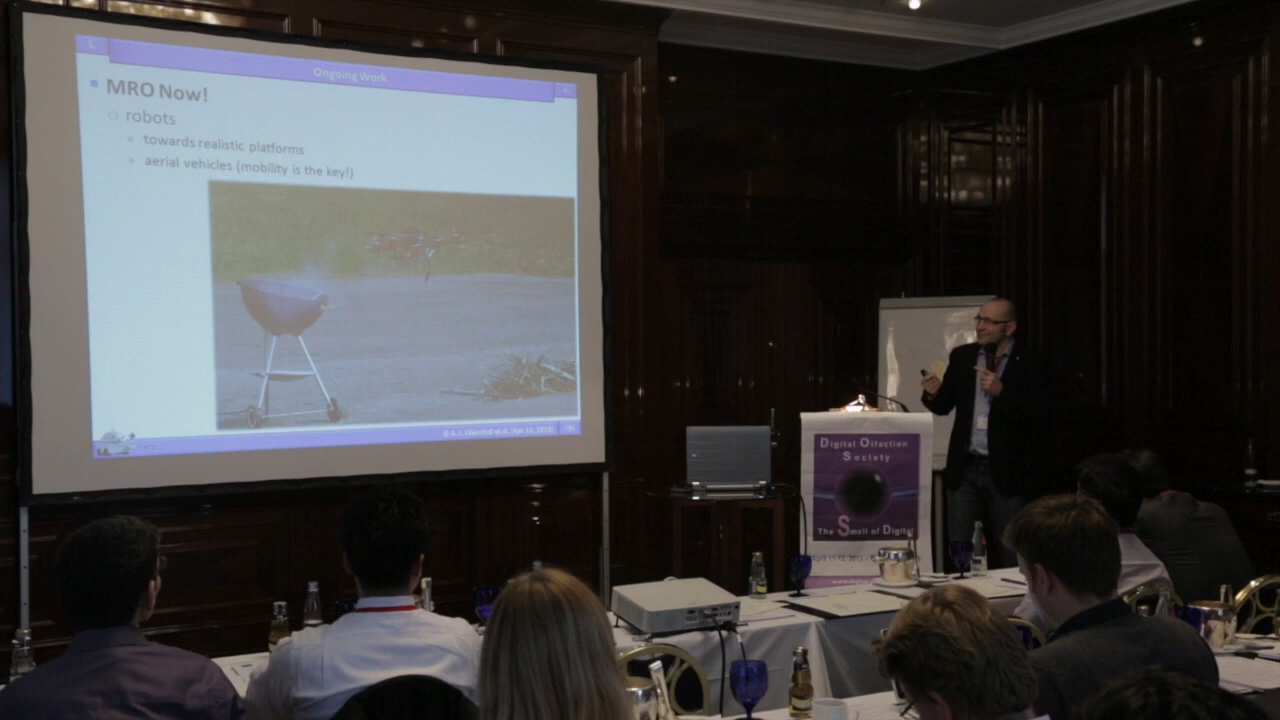 5.
Ongoing Work
MRO Now!
robots
towards realistic platforms
aerial vehicles (mobility is the key!)
Digital Olfaction
Society
The Smell of Digital